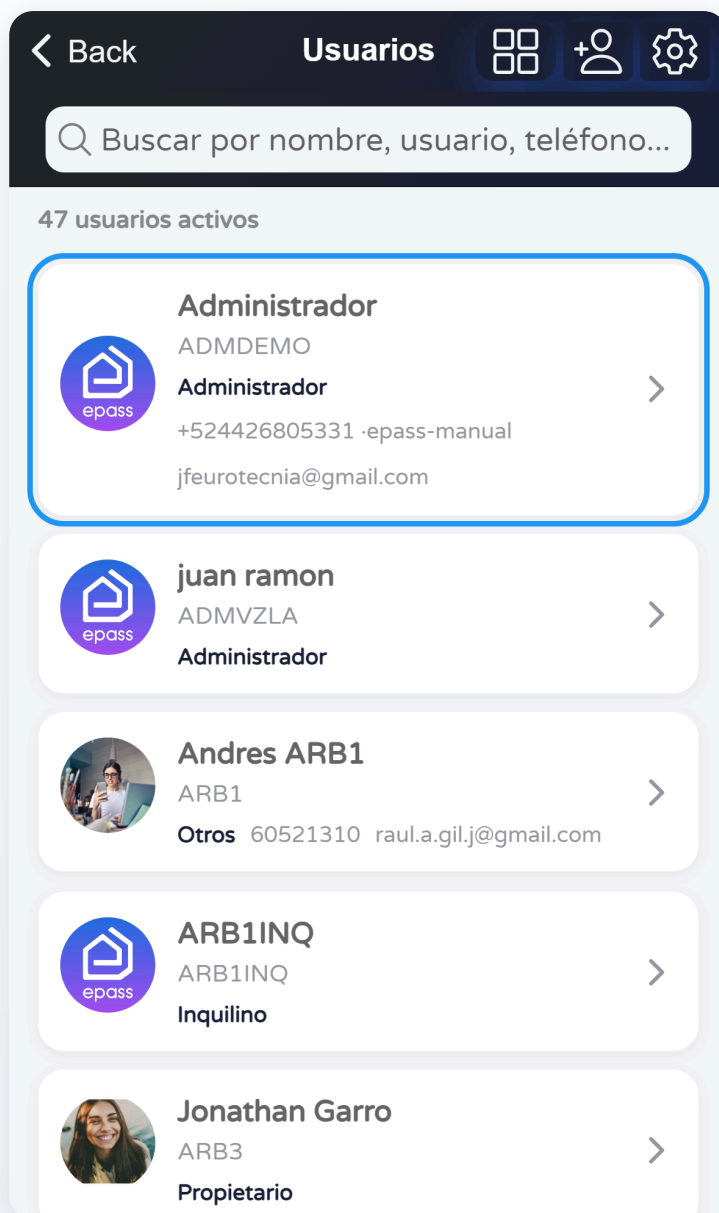 Back Usuarios
Buscar por nombre, usuario, teléfono...
47 usuarios activos
Administrador
ADMDEMO
epass
Administrador
+524426805331 ·epass-manual
jfeurotecnia@gmail.com
juan ramon
ADMVZLA
epass
Administrador
Andres ARB1
ARB1
Otros 60521310 raul.a.gil.j@gmail.com
ARB1INQ
ARB1INQ
epass
Inquilino
Jonathan Garro
ARB3
Propietario